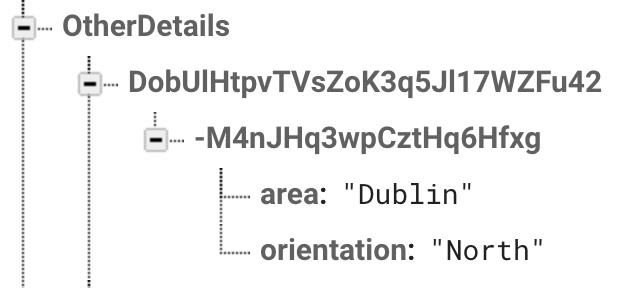 OtherDetails
DobUlHtpvTVsZoK3q5Jl17WZFu42
-M4nJHq3wpCztHq6Hfxg
area: "Dublin"
orientation: "North"